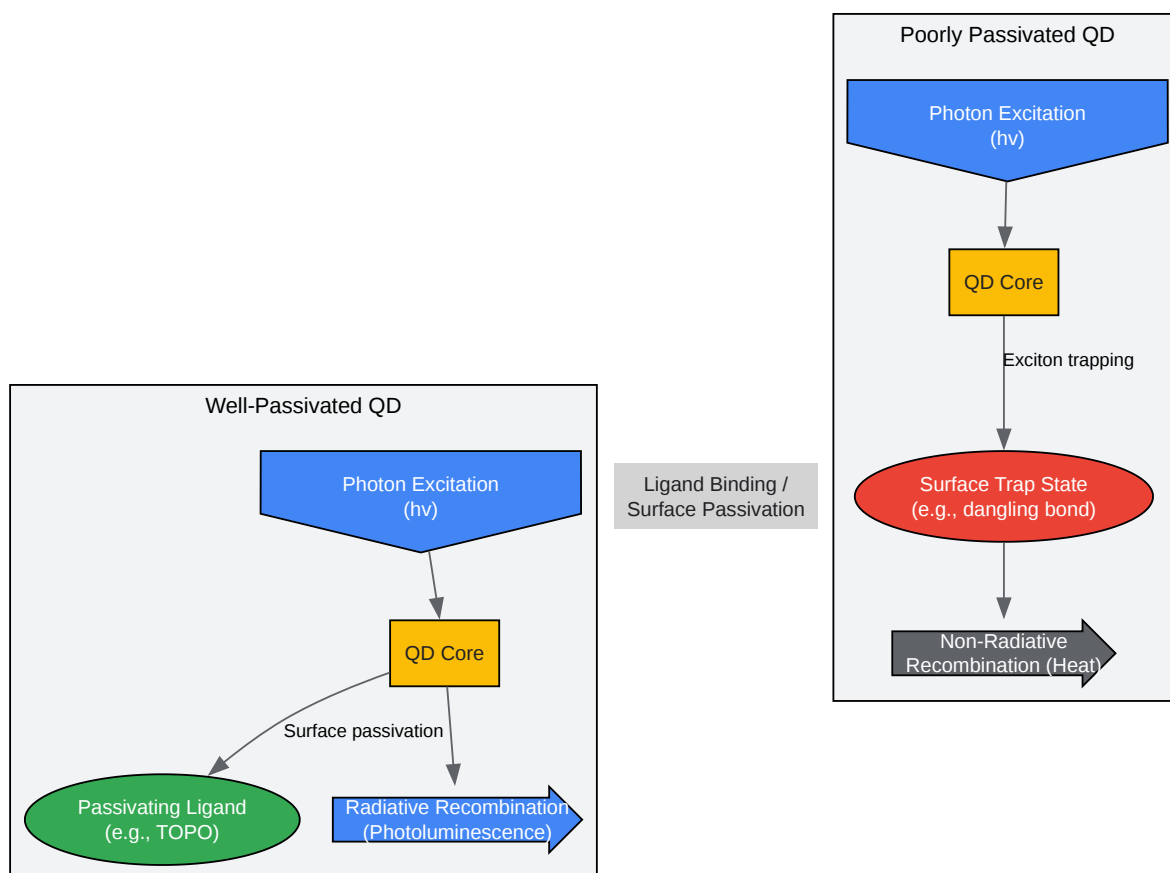 Poorly Passivated QD
Photon Excitation
(hv)
QD Core
Exciton trapping
Surface Trap State
(e.g., dangling bond)
Non-Radiative
Recombination (Heat)
Ligand Binding /
Surface Passivation
Well-Passivated QD
Photon Excitation
(hv)
QD Core
Surface passivation
Passivating Ligand
(e.g., TOPO)
Radiative Recombination
(Photoluminescence)